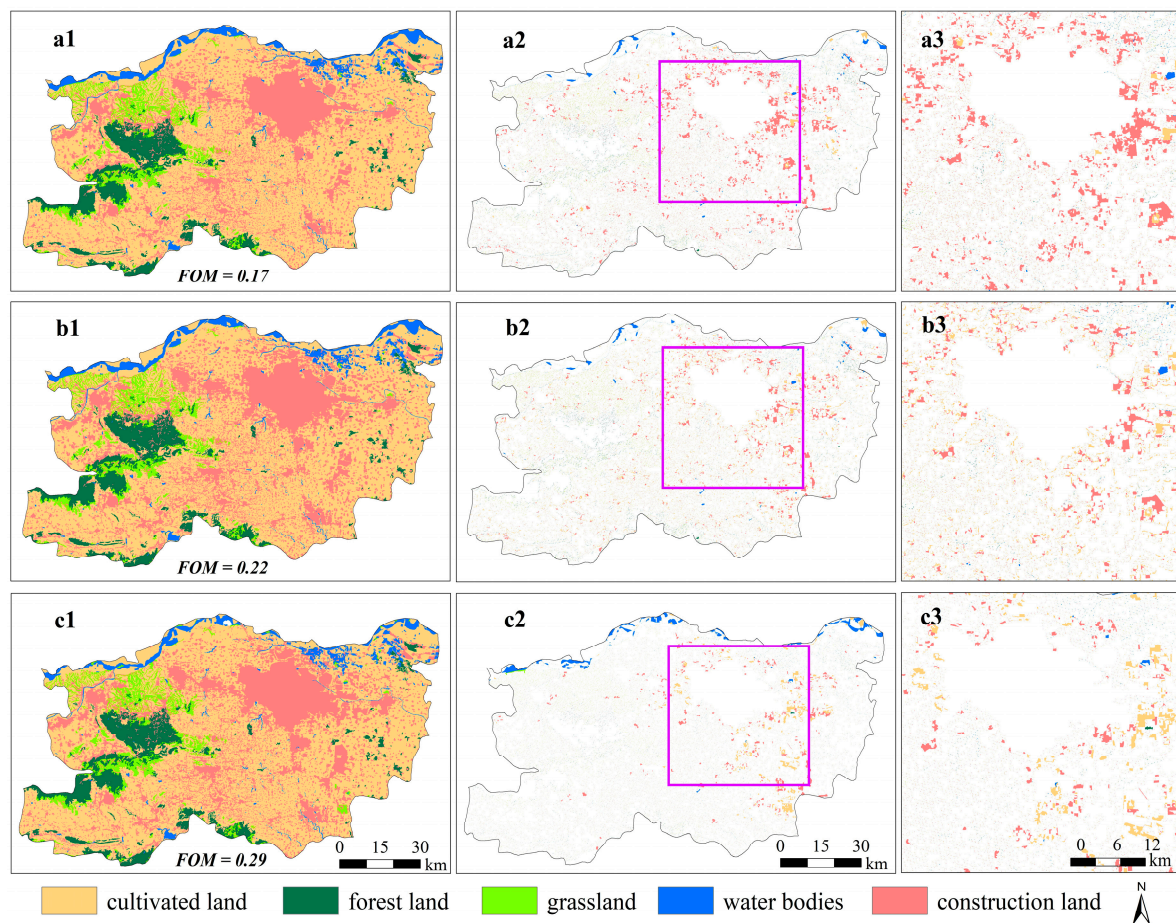 a1
a2
a3
FOM = 0.17
b1
b2
b3
FOM = 0.22
c1
c2
c3
FOM = 0.29
0 15 30
km
0 15 30
km
0 6 12
km
cultivated land
forest land
grassland
water bodies
construction land
N